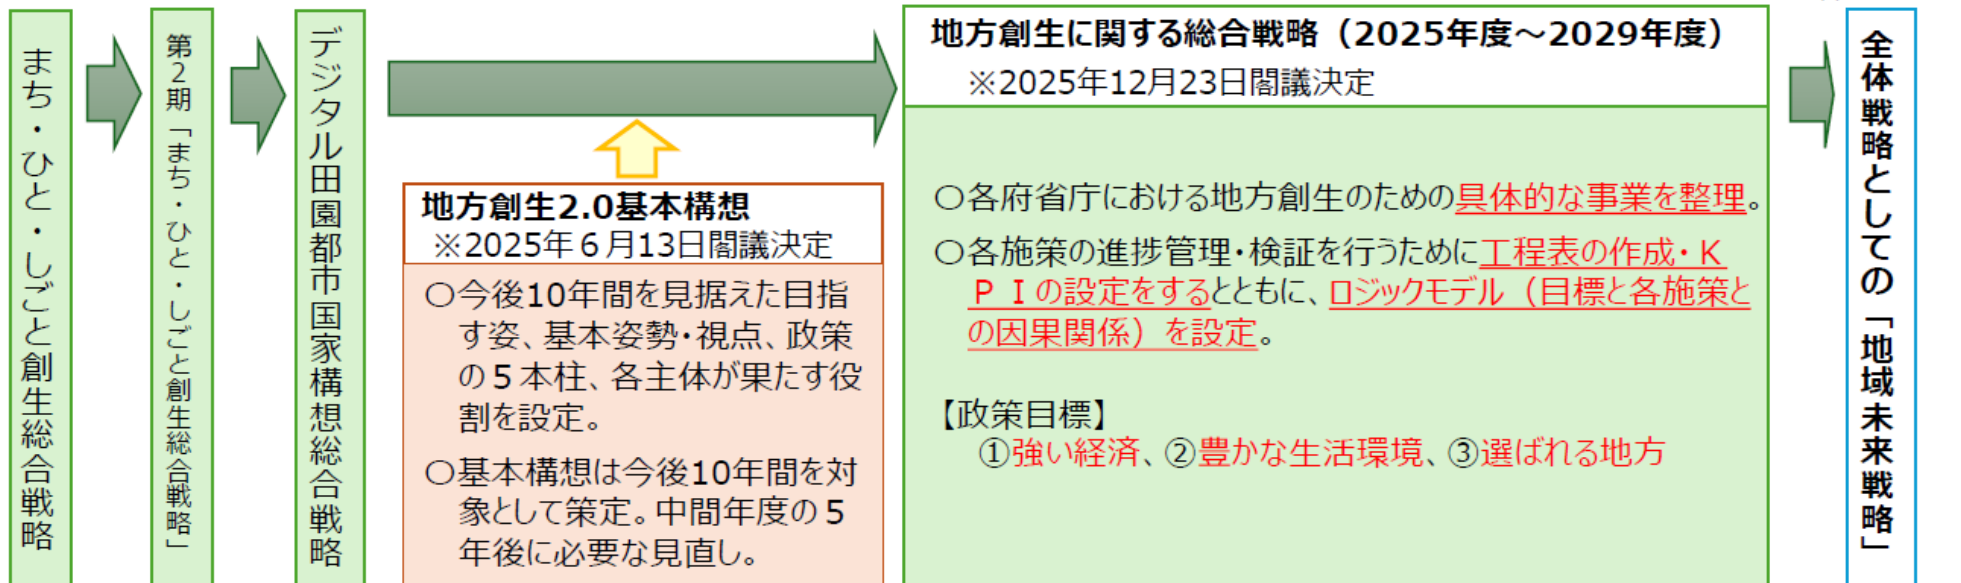 まち・ひと・しごと創生総合戦略
第2期「まち・ひと・しごと創生総合戦略」
デジタル田園都市国家構想総合戦略
地方創生2.0基本構想
※2025年6月13日閣議決定
○今後10年間を見据えた目指
す姿、基本姿勢・視点、政策
の5本柱、各主体が果たす役
割を設定。
○基本構想は今後10年間を対
象として策定。中間年度の5
年後に必要な見直し。
地方創生に関する総合戦略（2025年度～2029年度）
※2025年12月23日閣議決定
○各府省庁における地方創生のための具体的な事業を整理。
○各施策の進捗管理・検証を行うために工程表の作成・K
PIの設定をするとともに、ロジックモデル（目標と各施策と
の因果関係）を設定。
【政策目標】
①強い経済、②豊かな生活環境、③選ばれる地方
全体戦略としての「地域未来戦略」